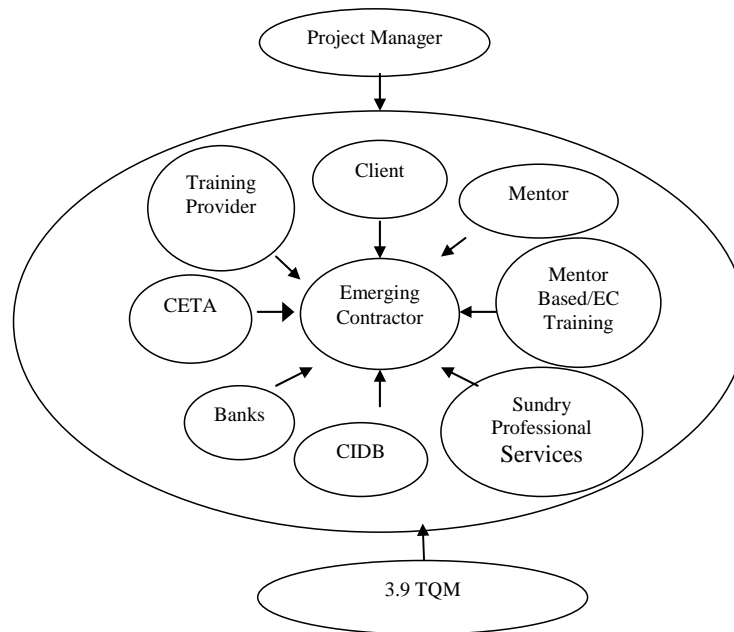 Project Manager
Client
Training
Provider
Mentor
CETA
Emerging
Contractor
Mentor
Based/EC
Training
Banks
CIDB
Sundry
Professional
Services
3.9 TQM